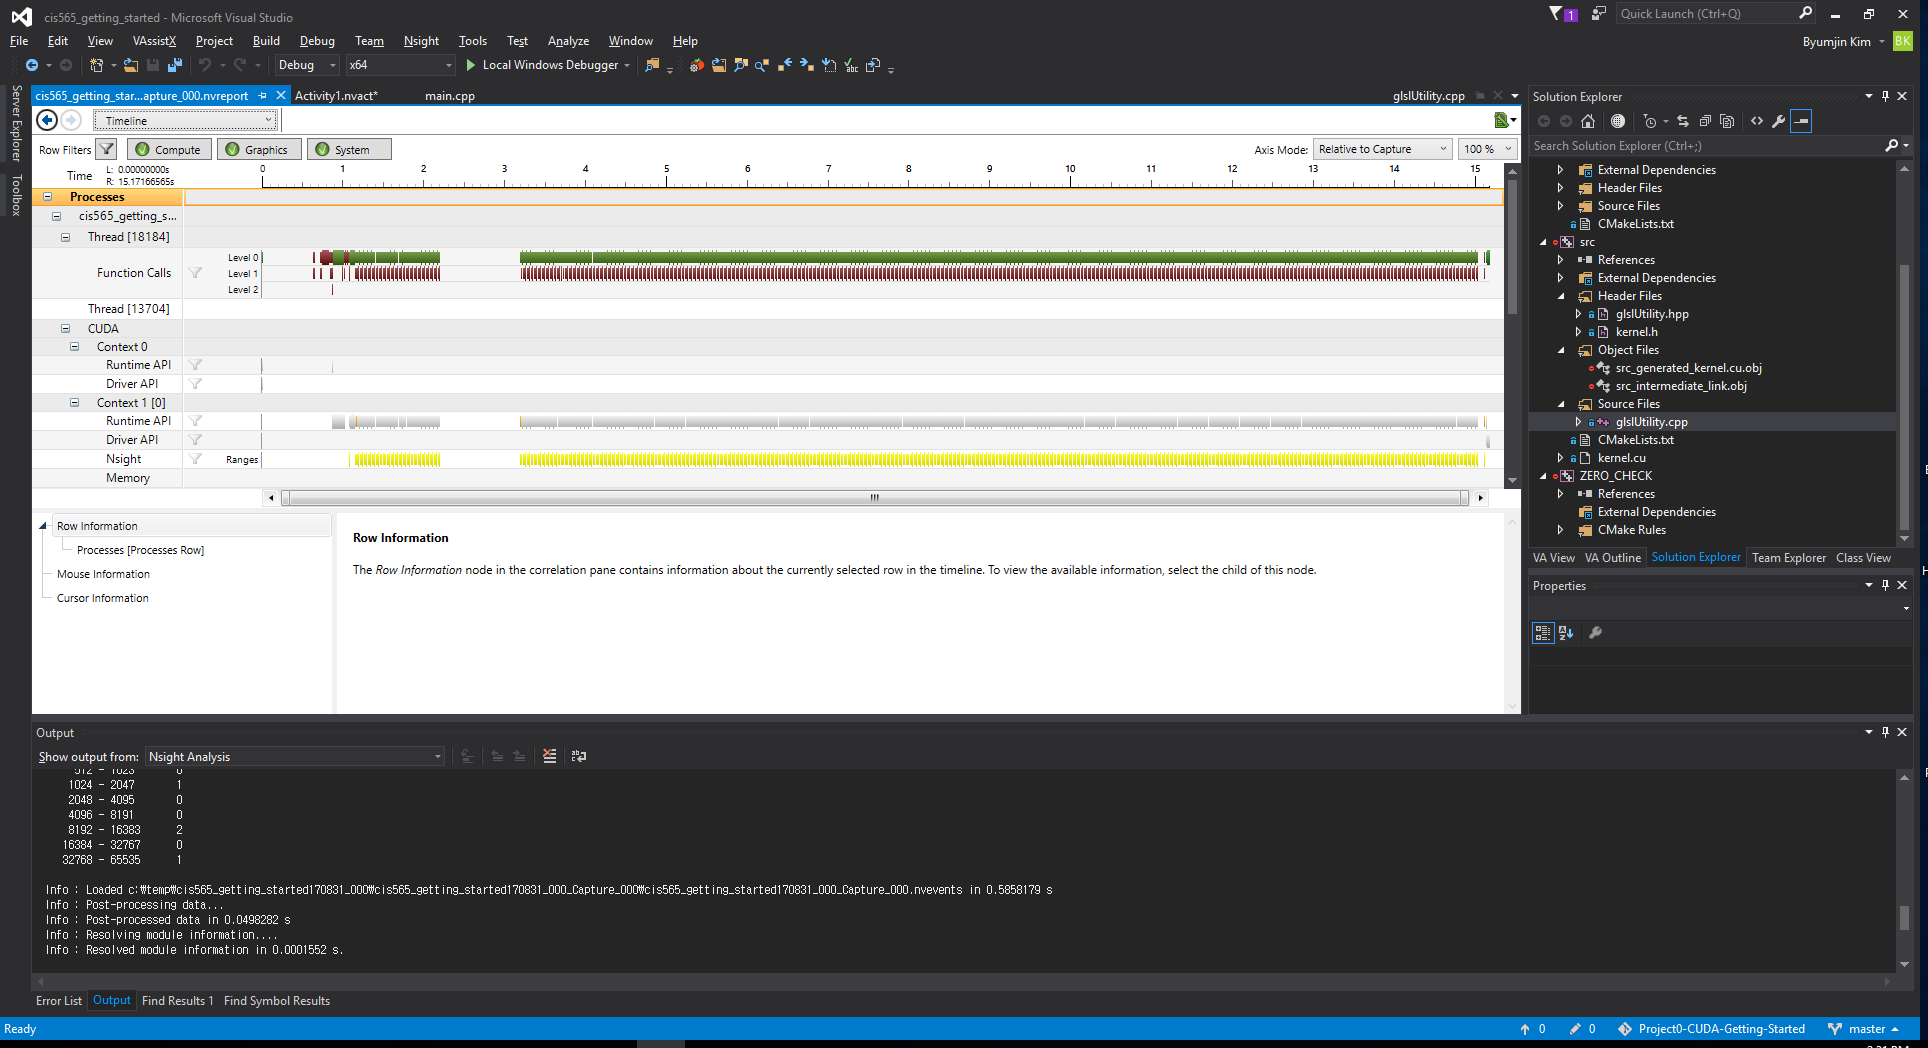 cis565_getting_started - Microsoft Visual Studio
1
Quick Launch (Ctrl+Q)
File Edit View VAssistX Project Build Debug Team Nsight Tools Test Analyze Window Help
Byumjin Kim BK
Debug x64 Local Windows Debugger
Server Explorer
Toolbox
cis565_getting_star...apture_000.nvreport Activity1.nvact* main.cpp glslUtility.cpp
Timeline
Row Filters Compute Graphics System
Axis Mode: Relative to Capture 100 %
Time L: 0.00000000s
R: 15.17166565s
0 1 2 3 4 5 6 7 8 9 10 11 12 13 14 15
Processes
cis565_getting_s...
Thread [18184]
Function Calls
Level 0
Level 1
Level 2
Thread [13704]
CUDA
Context 0
Runtime API
Driver API
Context 1 [0]
Runtime API
Driver API
Nsight Ranges
Memory
Row Information
Processes [Processes Row]
Mouse Information
Cursor Information
Row Information
The Row Information node in the correlation pane contains information about the currently selected row in the timeline. To view the available information, select the child of this node.
Solution Explorer
Search Solution Explorer (Ctrl+;)
External Dependencies
Header Files
Source Files
CMakeLists.txt
src
References
External Dependencies
Header Files
glslUtility.hpp
kernel.h
Object Files
src_generated_kernel.cu.obj
src_intermediate_link.obj
Source Files
glslUtility.cpp
CMakeLists.txt
kernel.cu
ZERO_CHECK
References
External Dependencies
CMake Rules
VA View VA Outline Solution Explorer Team Explorer Class View
Properties
Output
Show output from: Nsight Analysis
512 - 1023 0
1024 - 2047 1
2048 - 4095 0
4096 - 8191 0
8192 - 16383 2
16384 - 32767 0
32768 - 65535 1
Info : Loaded c:₩temp₩cis565_getting_started170831_000₩cis565_getting_started170831_000_Capture_000₩cis565_getting_started170831_000_Capture_000.nvevents in 0.5858179 s
Info : Post-processing data...
Info : Post-processed data in 0.0498282 s
Info : Resolving module information....
Info : Resolved module information in 0.0001552 s.
Error List Output Find Results 1 Find Symbol Results
Ready
0 0 Project0-CUDA-Getting-Started master